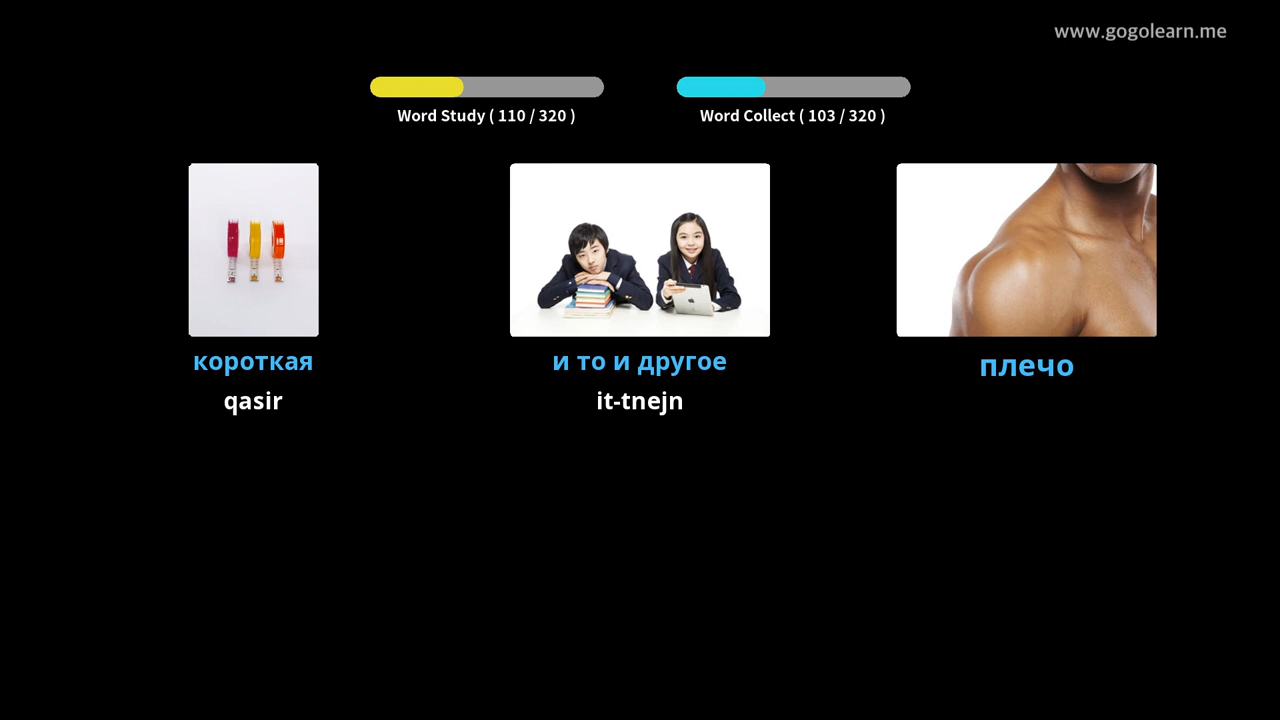 www.gogolearn.me
Word Study ( 110 / 320 )
Word Collect ( 103 / 320 )
короткая
qasir
и то и другое
it-tnejn
плечо